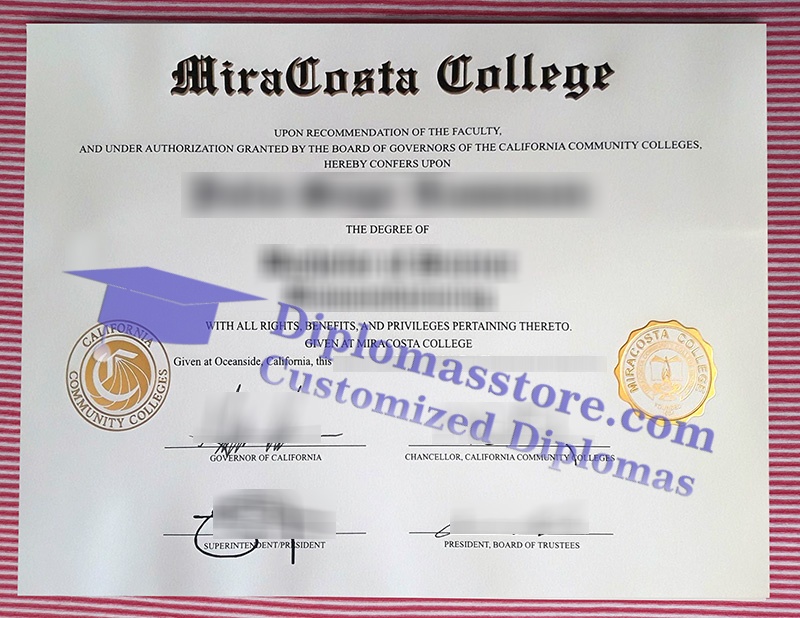 MiraCosta College
UPON RECOMMENDATION OF THE FACULTY,
AND UNDER AUTHORIZATION GRANTED BY THE BOARD OF GOVERNORS OF THE CALIFORNIA COMMUNITY COLLEGES,
HEREBY CONFERS UPON
THE DEGREE OF
WITH ALL RIGHTS, BENEFITS, AND PRIVILEGES PERTAINING THERETO.
GIVEN AT MIRACOSTA COLLEGE
Given at Oceanside, California, this
CALIFORNIA COMMUNITY COLLEGES
MIRACOSTA COLLEGE
Diplomasstore.com
Customized Diplomas
GOVERNOR OF CALIFORNIA
CHANCELLOR, CALIFORNIA COMMUNITY COLLEGES
SUPERINTENDENT/PRESIDENT
PRESIDENT, BOARD OF TRUSTEES